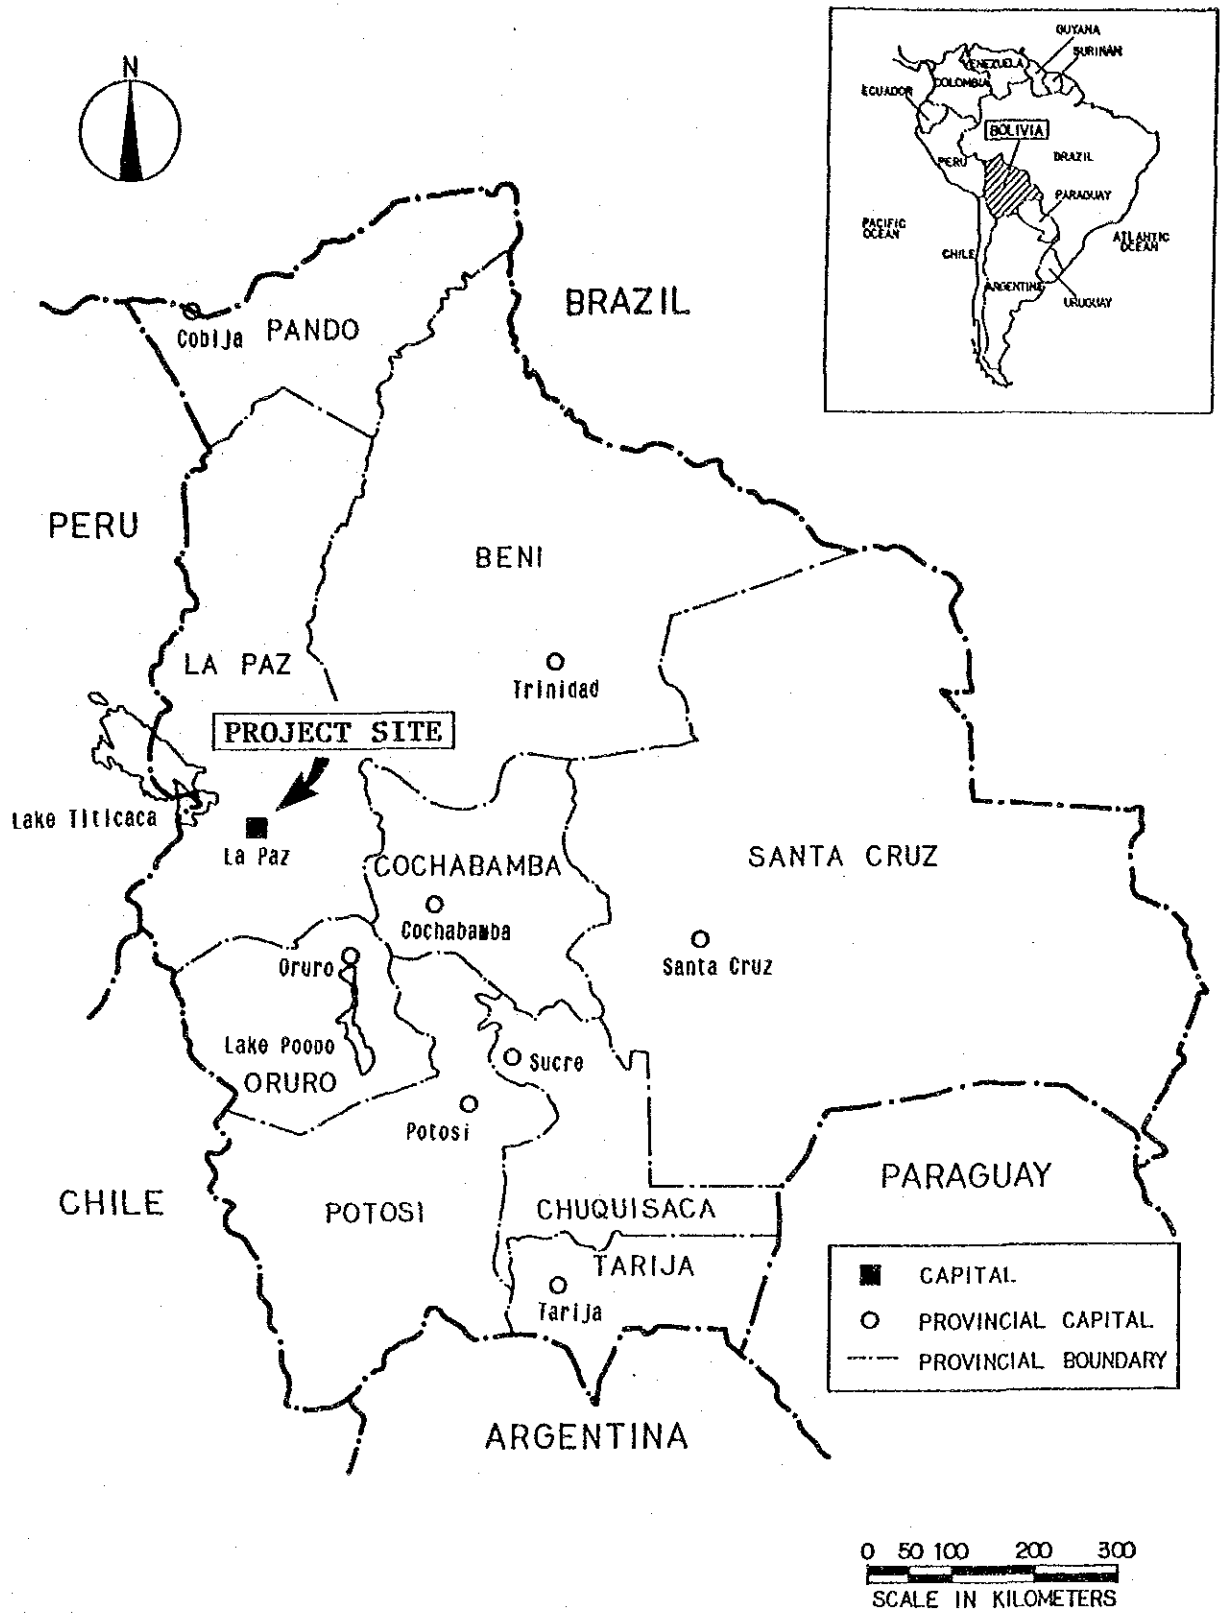 N
GUYANA
SURINAN
VENEZUELA
COLOMBIA
ECUADOR
BOLIVIA
PERU
BRAZIL
PARAGUAY
PACIFIC
OCEAN
ATLANTIC
OCEAN
CHILE
ARGENTINA
URUGUAY
BRAZIL
Cobija
PANDO
PERU
BENI
LA PAZ
Trinidad
PROJECT SITE
Lake Titicaca
La Paz
COCHABAMBA
SANTA CRUZ
Cochabamba
Oruro
Santa Cruz
Lake Poopo
Sucre
ORURO
Potosi
PARAGUAY
CHILE
POTOSI
CHUQUISACA
TARIJA
Tarija
CAPITAL
PROVINCIAL CAPITAL
PROVINCIAL BOUNDARY
ARGENTINA
0 50 100 200 300
SCALE IN KILOMETERS